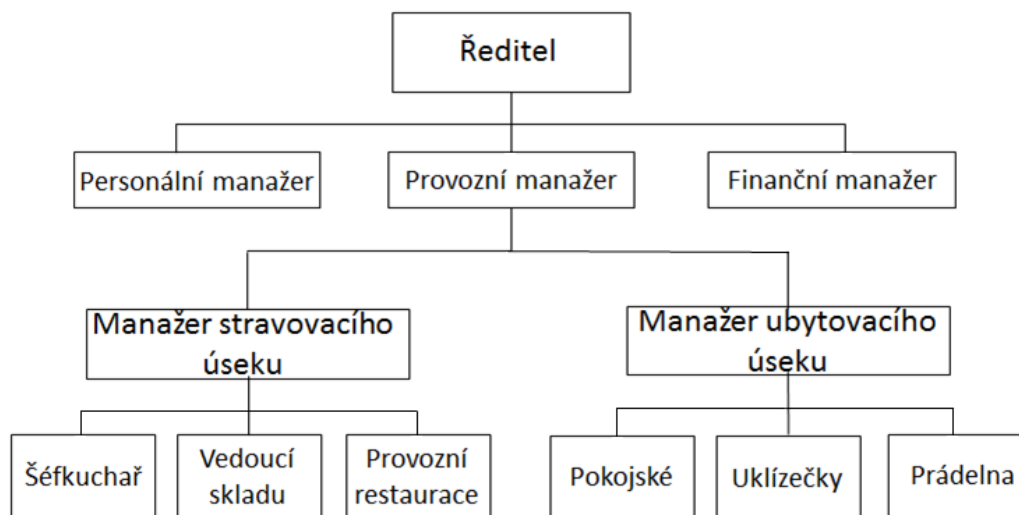 Ředitel
Personální manažer
Provozní manažer
Finanční manažer
Manažer stravovacího
úseku
Manažer ubytovacího
úseku
Šéfkuchař
Vedoucí
skladu
Provozní
restaurace
Pokojské
Uklízečky
Prádelna